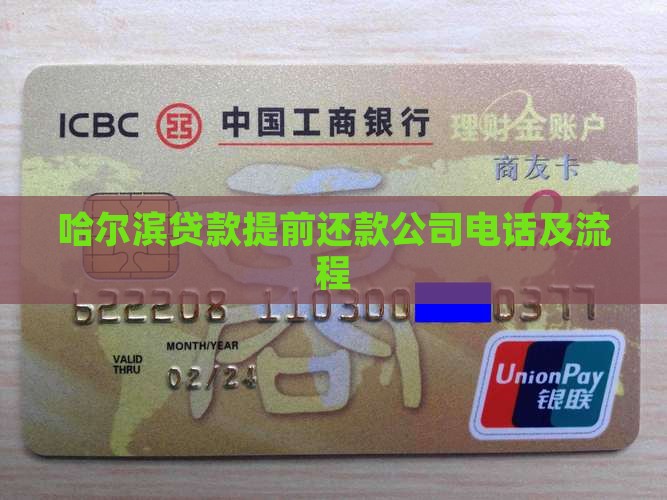 ICBC 中国工商银行 理财金账户
商友卡
哈尔滨贷款提前还款公司电话及流
程
622208 110300 0377
MONTH/YEAR
VALID
THRU
02/24
UnionPay
银联
商